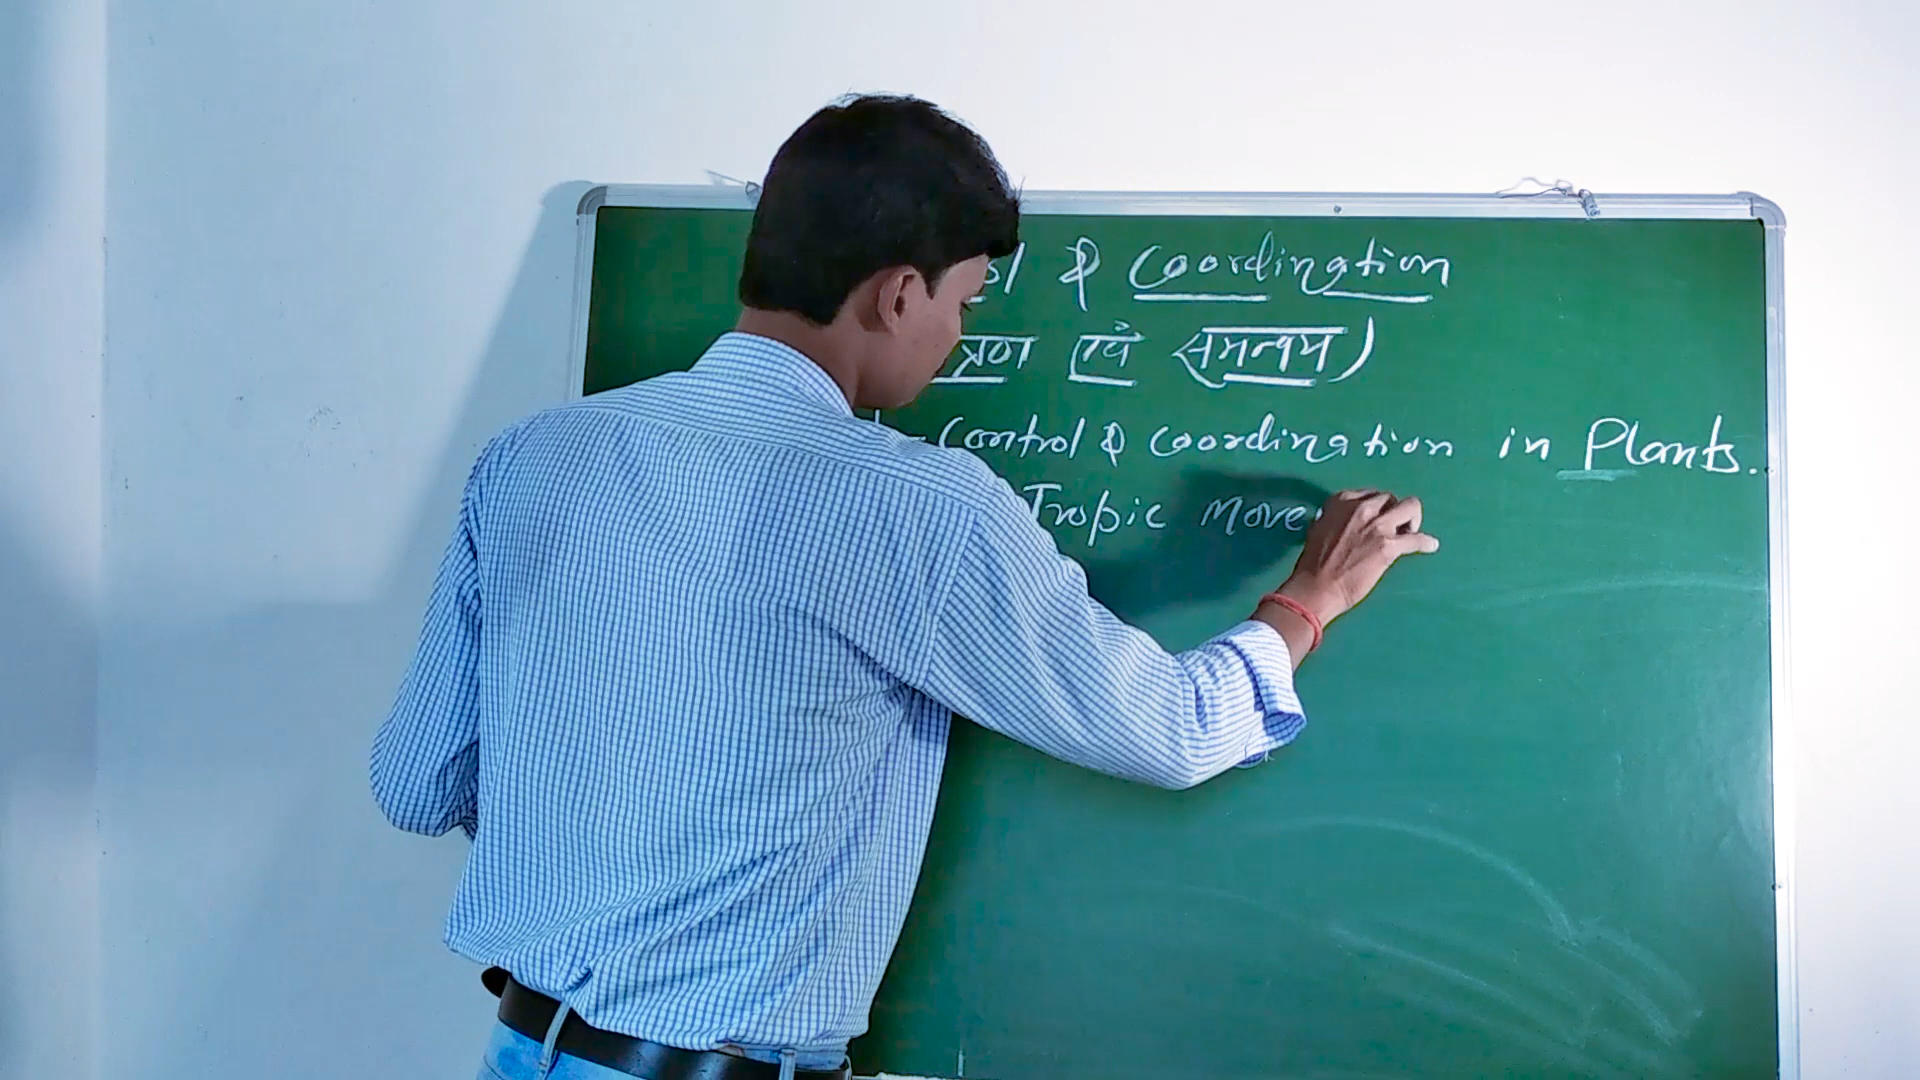 & Coordination
एवं समन्वय)
- Control & Coordination in Plants.
Tropic Move